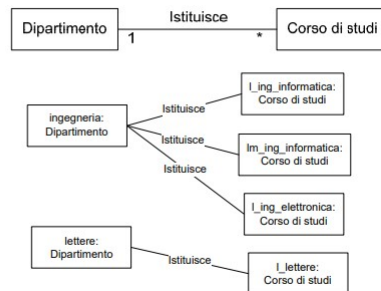 Istituisce
Dipartimento
Corso di studi
1
*
l_ing_informatica:
Corso di studi
Istituisce
ingegneria:
Dipartimento
Istituisce
lm_ing_informatica:
Corso di studi
Istituisce
l_ing_elettronica:
Corso di studi
lettere:
Dipartimento
Istituisce
l_lettere:
Corso di studi